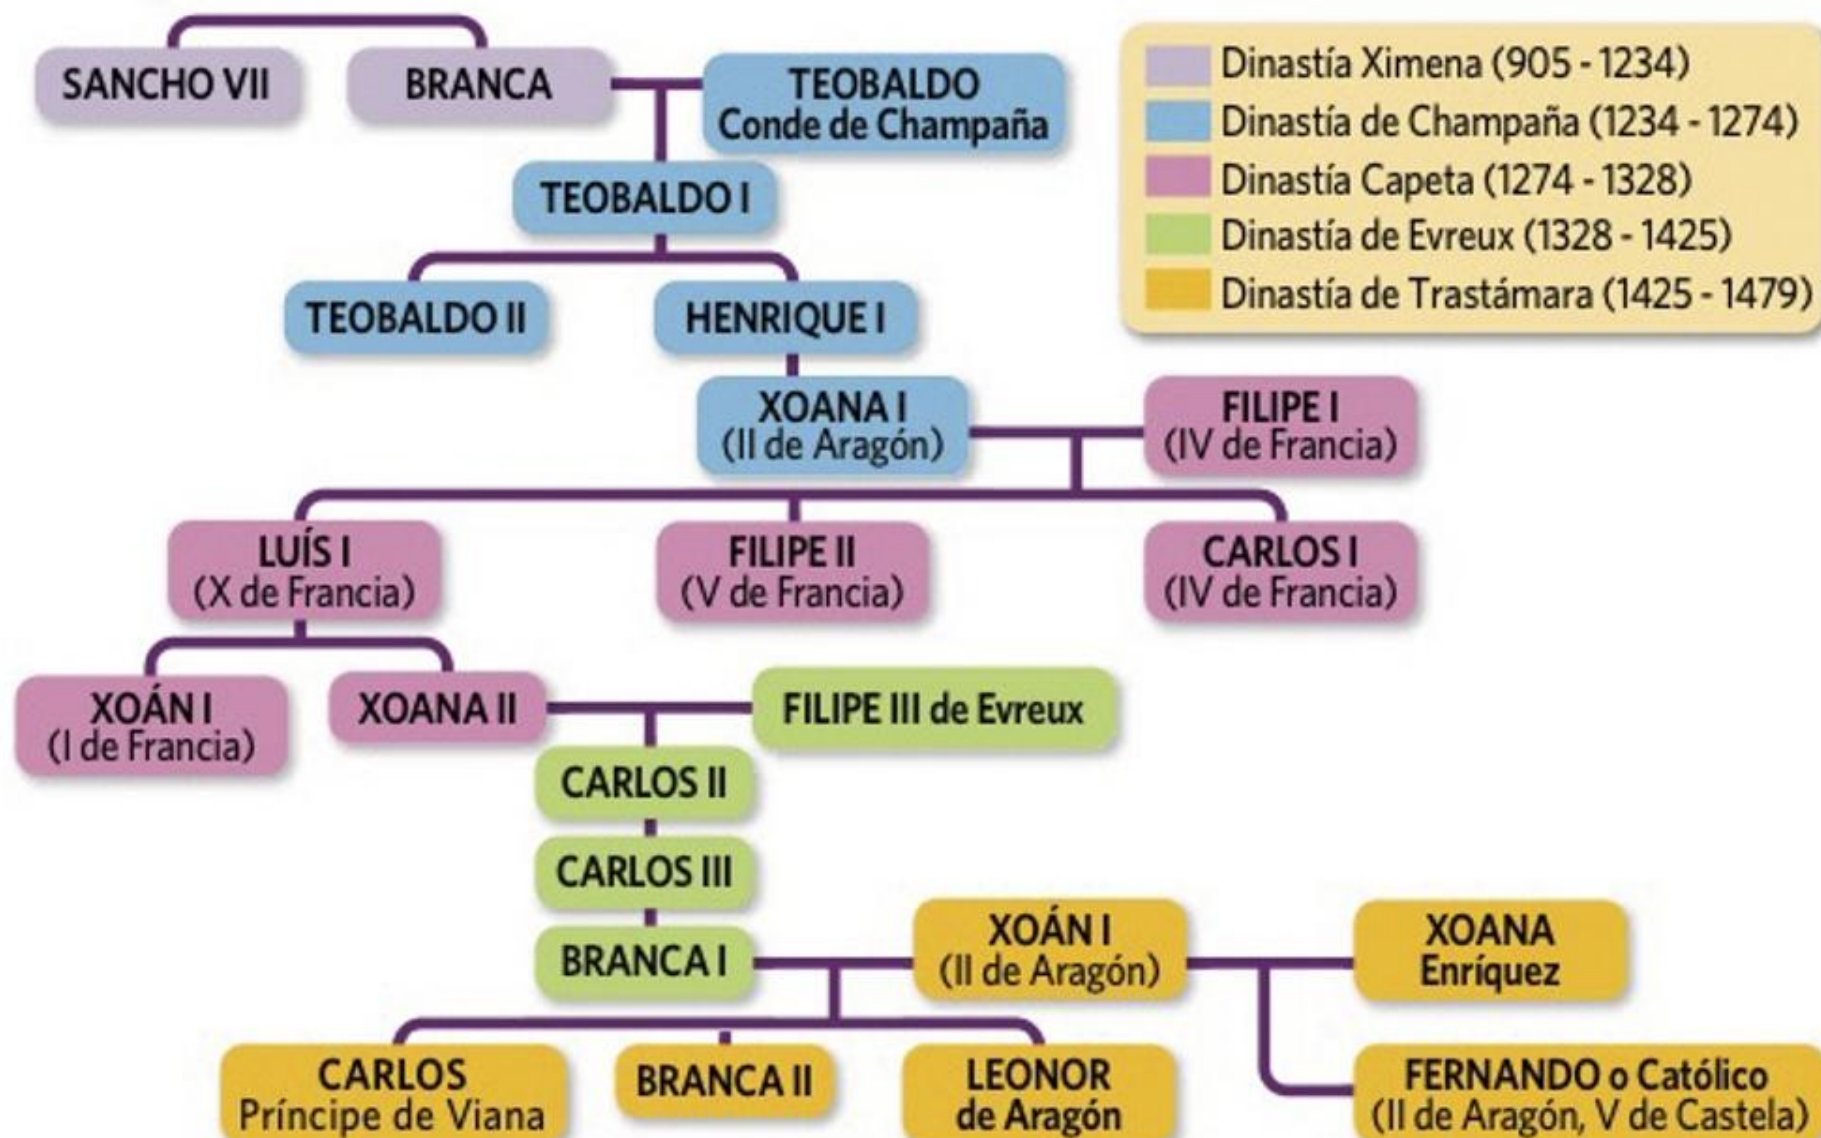 SANCHO VII
BRANCA
TEOBALDO
Conde de Champaña
Dinastía Ximena (905 - 1234)
Dinastía de Champaña (1234 - 1274)
Dinastía Capeta (1274 - 1328)
Dinastía de Evreux (1328 - 1425)
Dinastía de Trastámara (1425 - 1479)
TEOBALDO I
TEOBALDO II
HENRIQUE I
XOANA I
(II de Aragón)
FILIPE I
(IV de Francia)
LUÍS I
(X de Francia)
FILIPE II
(V de Francia)
CARLOS I
(IV de Francia)
XOÁN I
(I de Francia)
XOANA II
FILIPE III de Evreux
CARLOS II
CARLOS III
BRANCA I
XOÁN I
(II de Aragón)
XOANA
Enríquez
CARLOS
Príncipe de Viana
BRANCA II
LEONOR
de Aragón
FERNANDO o Católico
(II de Aragón, V de Castela)